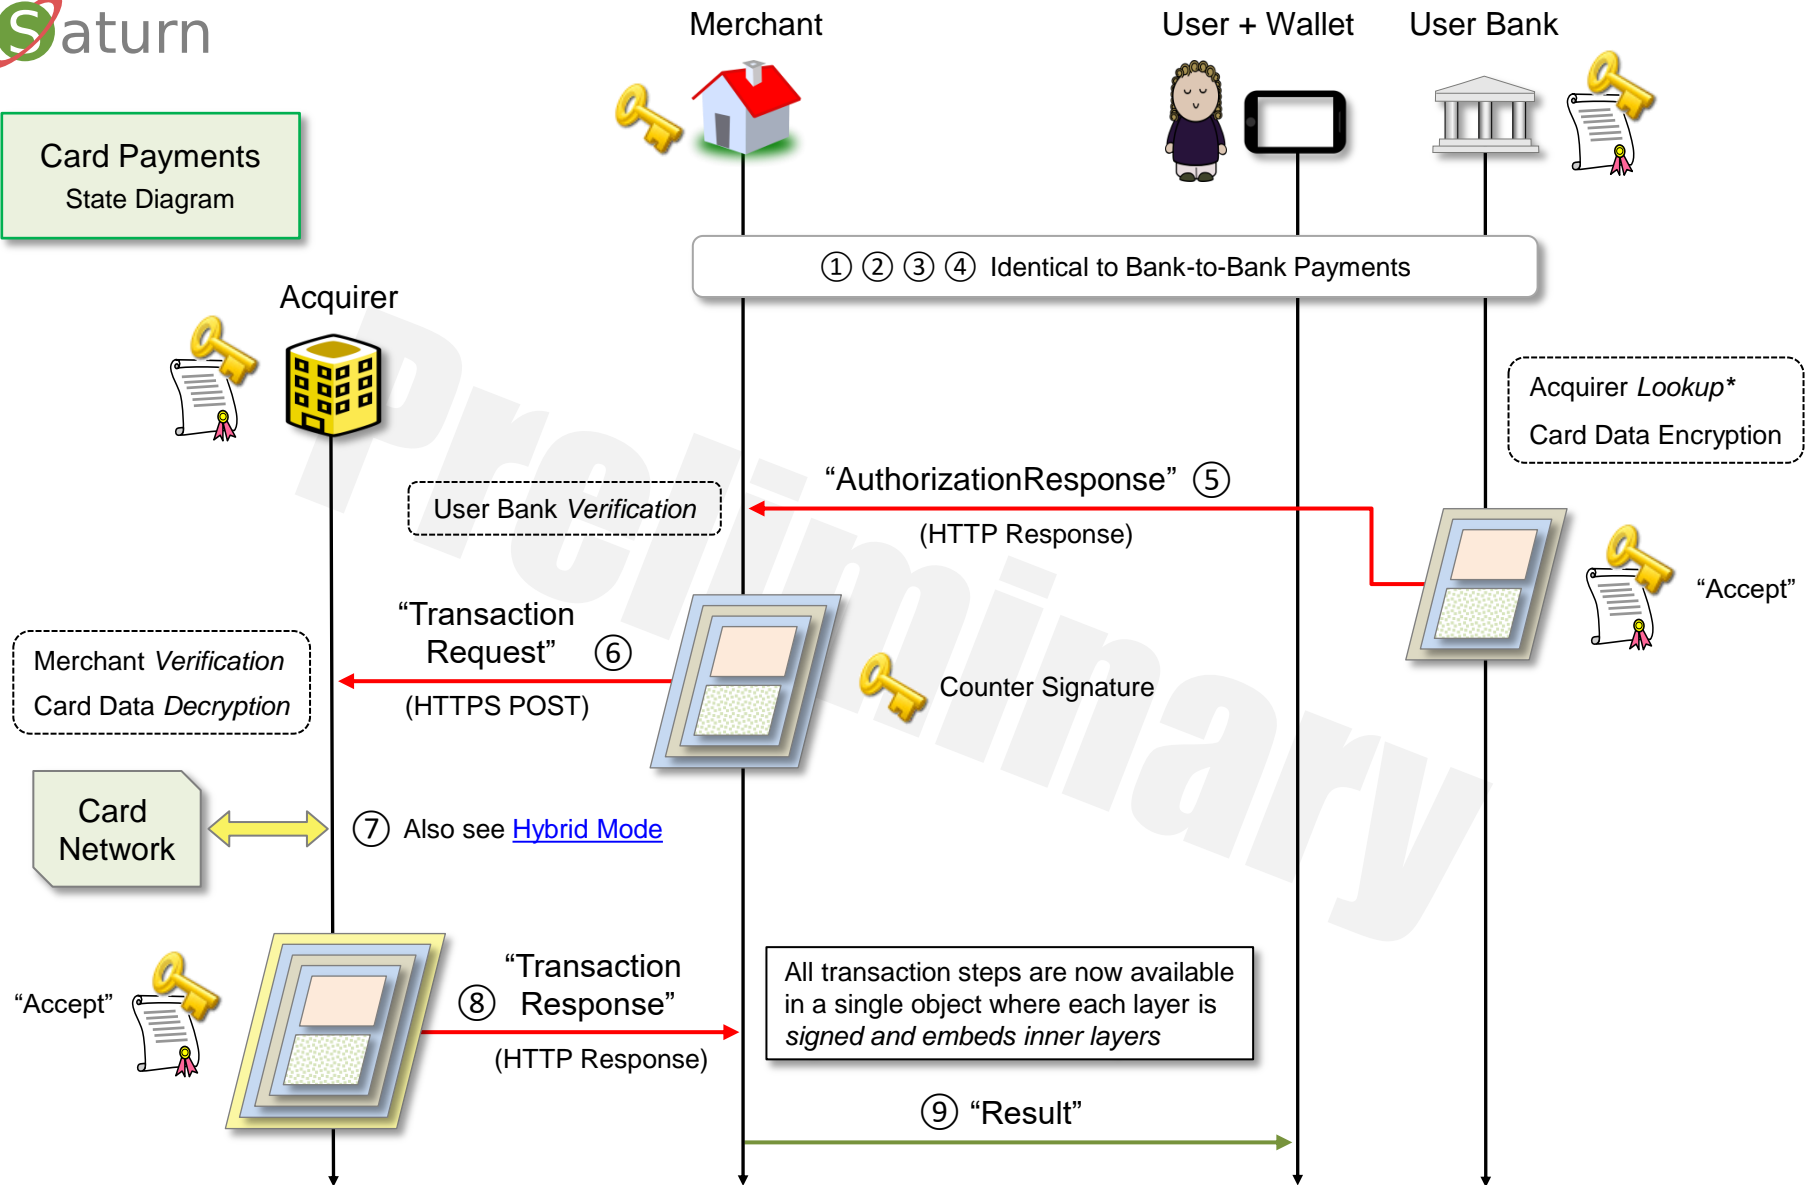 Saturn
Merchant
User + Wallet
User Bank
Card Payments
State Diagram
① ② ③ ④ Identical to Bank-to-Bank Payments
Acquirer
Acquirer Lookup*
Card Data Encryption
“AuthorizationResponse” ⑤
(HTTP Response)
User Bank Verification
“Accept”
“Transaction
Request” ⑥
(HTTPS POST)
Merchant Verification
Card Data Decryption
Counter Signature
Card
Network
⑦ Also see Hybrid Mode
“Accept”
“Transaction
⑧ Response”
(HTTP Response)
All transaction steps are now available
in a single object where each layer is
signed and embeds inner layers
⑨ “Result”
Preliminary